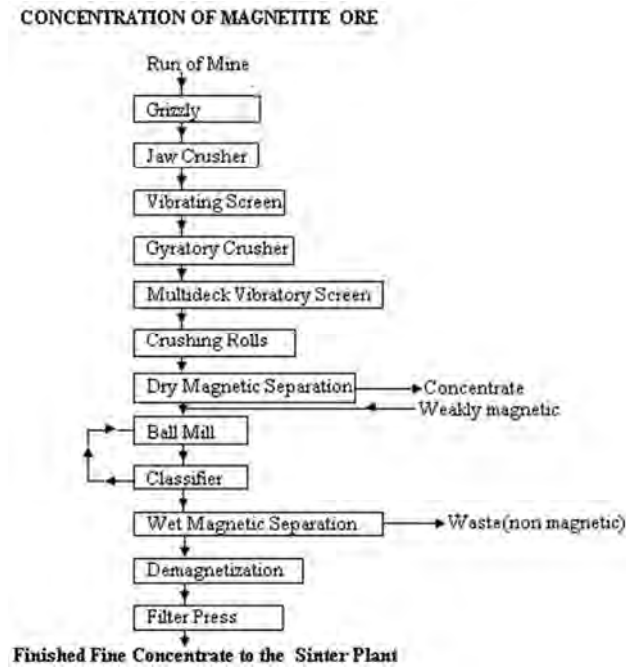 CONCENTRATION OF MAGNETITE ORE
Run of Mine
Grizzly
Jaw Crusher
Vibrating Screen
Gyratory Crusher
Multideck Vibratory Screen
Crushing Rolls
Dry Magnetic Separation
Concentrate
Weakly magnetic
Ball Mill
Classifier
Wet Magnetic Separation
Waste(non magnetic)
Demagnetization
Filter Press
Finished Fine Concentrate to the Sinter Plant